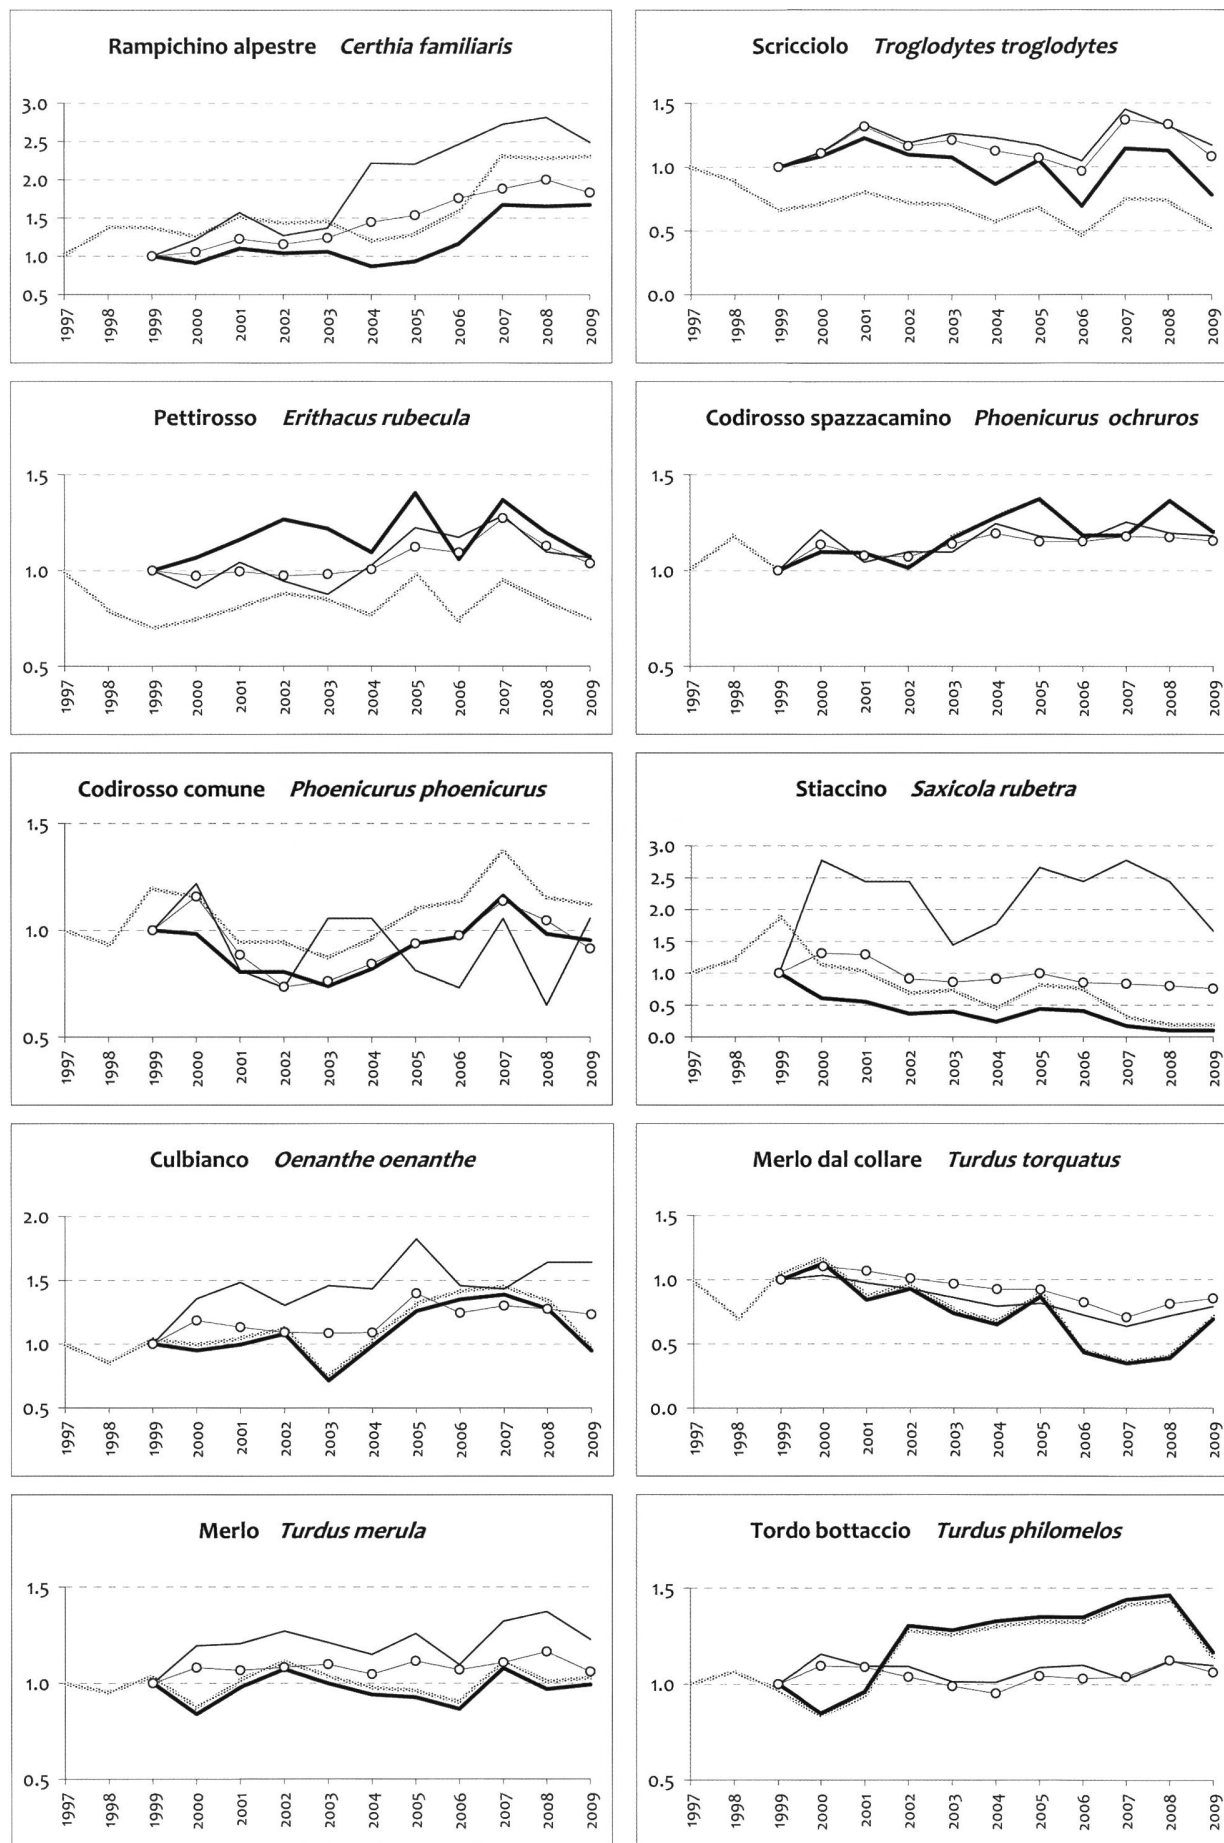 Rampichino alpestre Certhia familiaris
3.0
2.5
2.0
1.5
1.0
0.5
1997 1998 1999 2000 2001 2002 2003 2004 2005 2006 2007 2008 2009
Scricciolo Troglodytes troglodytes
1.5
1.0
0.5
0.0
1997 1998 1999 2000 2001 2002 2003 2004 2005 2006 2007 2008 2009
Pettirosso Erithacus rubecula
1.5
1.0
0.5
1997 1998 1999 2000 2001 2002 2003 2004 2005 2006 2007 2008 2009
Codirosso spazzacamino Phoenicurus ochruros
1.5
1.0
0.5
1997 1998 1999 2000 2001 2002 2003 2004 2005 2006 2007 2008 2009
Codirosso comune Phoenicurus phoenicurus
1.5
1.0
0.5
1997 1998 1999 2000 2001 2002 2003 2004 2005 2006 2007 2008 2009
Stiaccino Saxicola rubetra
3.0
2.5
2.0
1.5
1.0
0.5
0.0
1997 1998 1999 2000 2001 2002 2003 2004 2005 2006 2007 2008 2009
Culbianco Oenanthe oenanthe
2.0
1.5
1.0
0.5
1997 1998 1999 2000 2001 2002 2003 2004 2005 2006 2007 2008 2009
Merlo dal collare Turdus torquatus
1.5
1.0
0.5
0.0
1997 1998 1999 2000 2001 2002 2003 2004 2005 2006 2007 2008 2009
Merlo Turdus merula
1.5
1.0
0.5
1997 1998 1999 2000 2001 2002 2003 2004 2005 2006 2007 2008 2009
Tordo bottaccio Turdus philomelos
1.5
1.0
0.5
1997 1998 1999 2000 2001 2002 2003 2004 2005 2006 2007 2008 2009